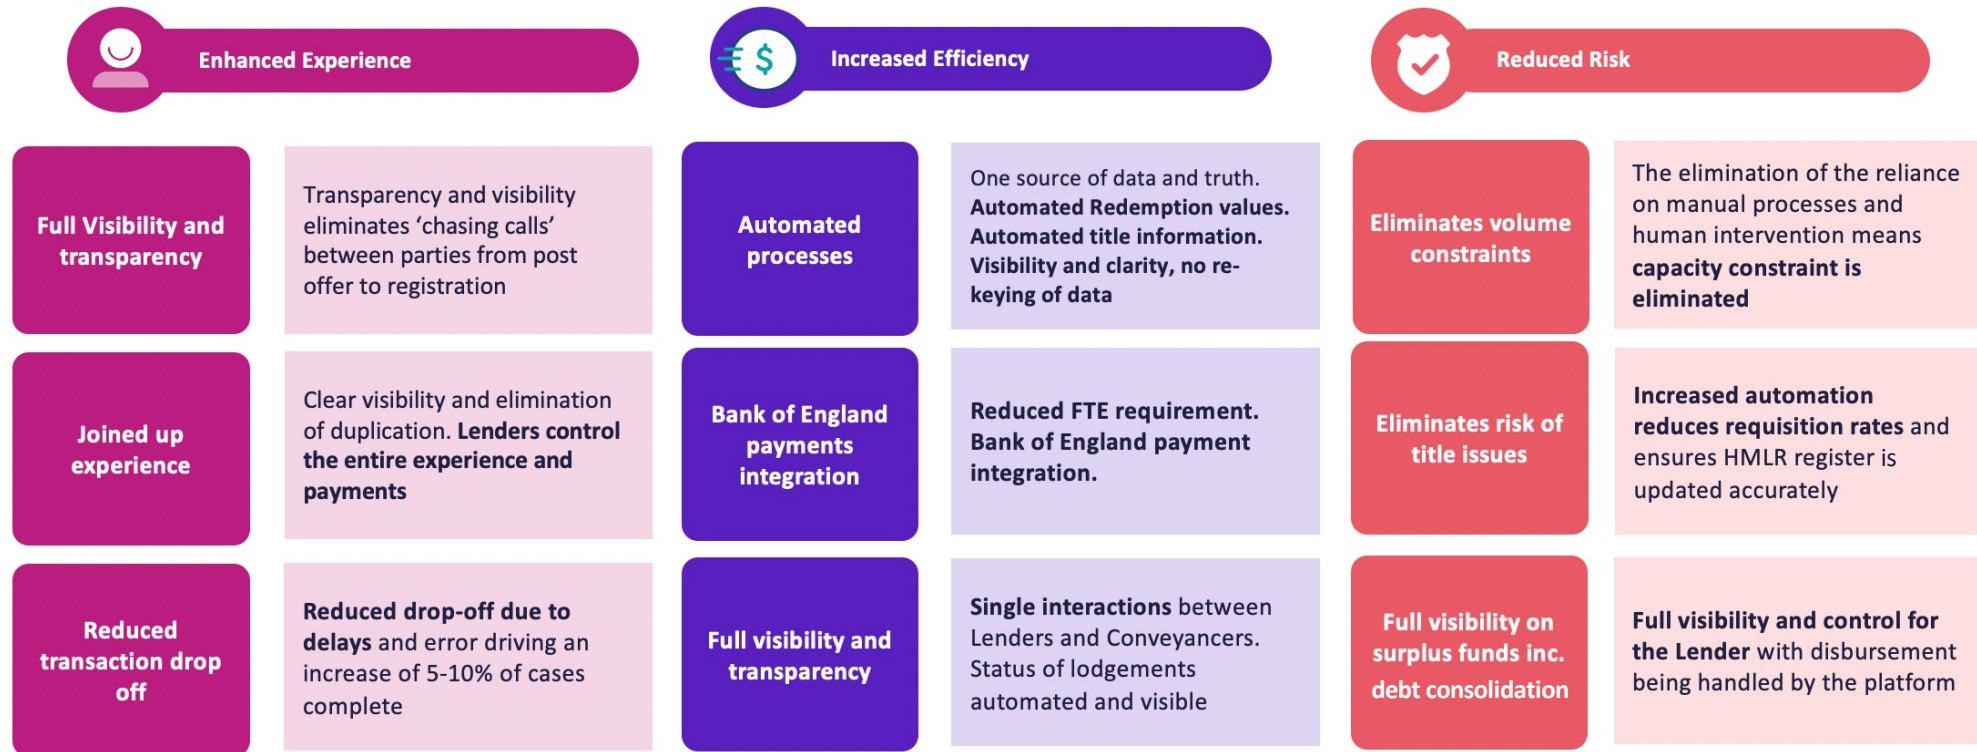 Enhanced Experience
Full Visibility and
transparency
Transparency and visibility
eliminates ‘chasing calls’
between parties from post
offer to registration
Joined up
experience
Clear visibility and elimination
of duplication. Lenders control
the entire experience and
payments
Reduced
transaction drop
off
Reduced drop-off due to
delays and error driving an
increase of 5-10% of cases
complete
$
Increased Efficiency
Automated
processes
One source of data and truth.
Automated Redemption values.
Automated title information.
Visibility and clarity, no re-
keying of data
Bank of England
payments
integration
Reduced FTE requirement.
Bank of England payment
integration.
Full visibility and
transparency
Single interactions between
Lenders and Conveyancers.
Status of lodgements
automated and visible
Reduced Risk
Eliminates volume
constraints
The elimination of the reliance
on manual processes and
human intervention means
capacity constraint is
eliminated
Eliminates risk of
title issues
Increased automation
reduces requisition rates and
ensures HMLR register is
updated accurately
Full visibility on
surplus funds inc.
debt consolidation
Full visibility and control for
the Lender with disbursement
being handled by the platform